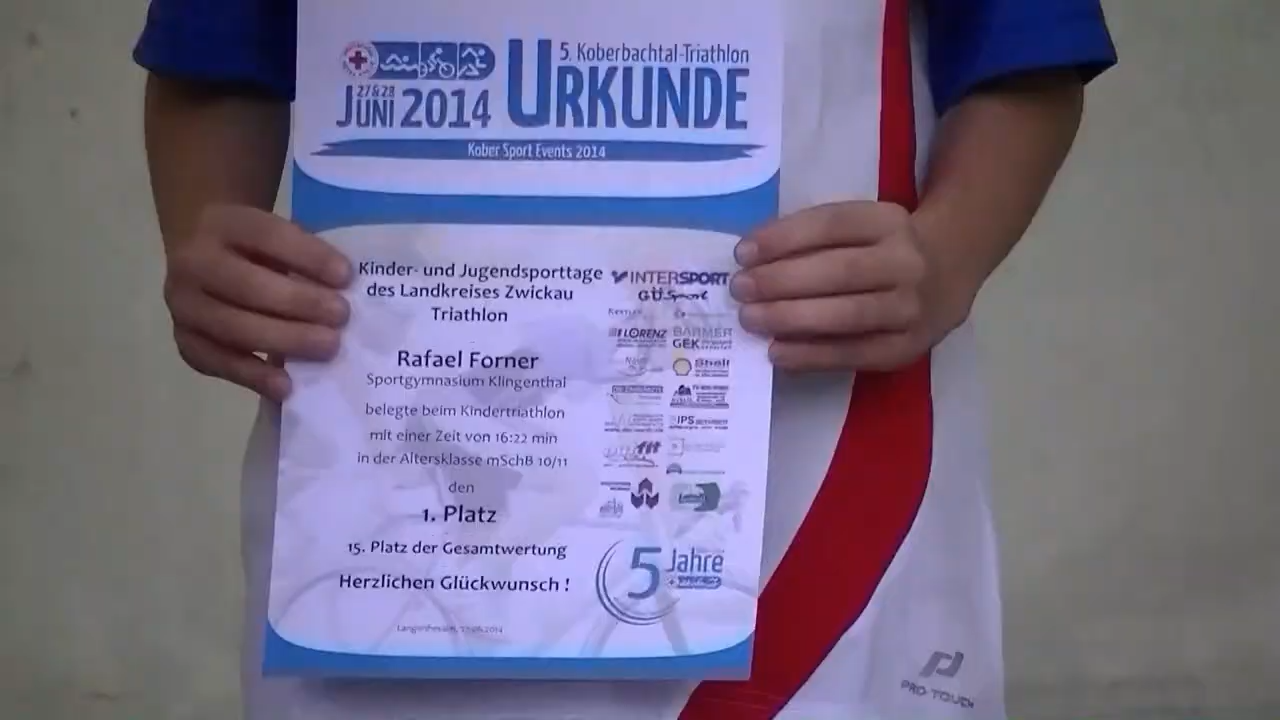 5. Koberbachtal-Triathlon
27&28
JUNI 2014 URKUNDE
Kober Sport Events 2014
Kinder- und Jugendsporttage
des Landkreises Zwickau
Triathlon
Rafael Forner
Sportgymnasium Klingenthal
belegte beim Kindertriathlon
mit einer Zeit von 16:22 min
in der Altersklasse mSchB 10/11
den
1. Platz
15. Platz der Gesamtwertung
Herzlichen Glückwunsch !
INTERSPORT
GÜSport
LORENZ
BARMER
GEK
Shell
IPS
fit
5 Jahre
PRO TOUCH